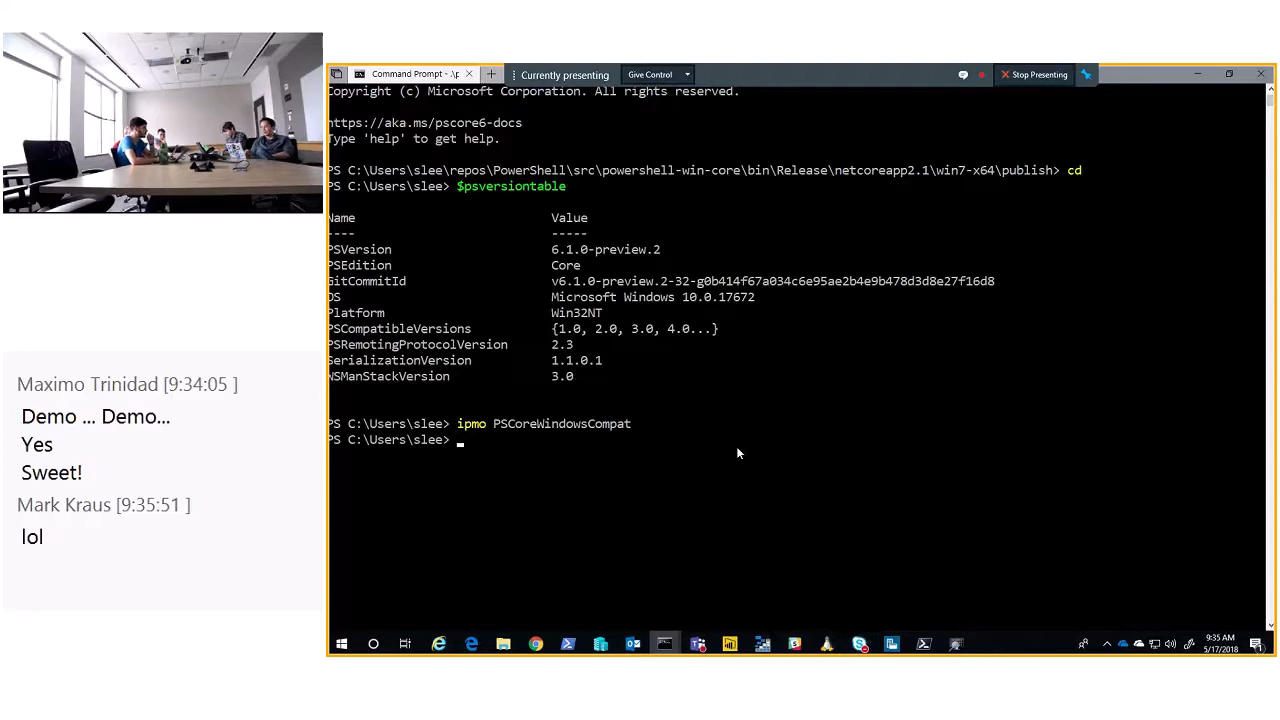 Command Prompt - .\p
Currently presenting
Give Control
Stop Presenting
Copyright (c) Microsoft Corporation. All rights reserved.
https://aka.ms/pscore6-docs
Type 'help' to get help.
PS C:\Users\slee\repos\PowerShell\src\powershell-win-core\bin\Release\netcoreapp2.1\win7-x64\publish> cd
PS C:\Users\slee> $psversiontable
Name Value
---- -----
PSVersion 6.1.0-preview.2
PSEdition Core
GitCommitId v6.1.0-preview.2-32-g0b414f67a034c6e95ae2b4e9b478d3d8e27f16d8
OS Microsoft Windows 10.0.17672
Platform Win32NT
PSCompatibleVersions {1.0, 2.0, 3.0, 4.0...}
PSRemotingProtocolVersion 2.3
SerializationVersion 1.1.0.1
WSManStackVersion 3.0
PS C:\Users\slee> ipmo PSCoreWindowsCompat
PS C:\Users\slee>
Maximo Trinidad [9:34:05 ]
Demo ... Demo...
Yes
Sweet!
Mark Kraus [9:35:51 ]
lol
9:35 AM
5/17/2018